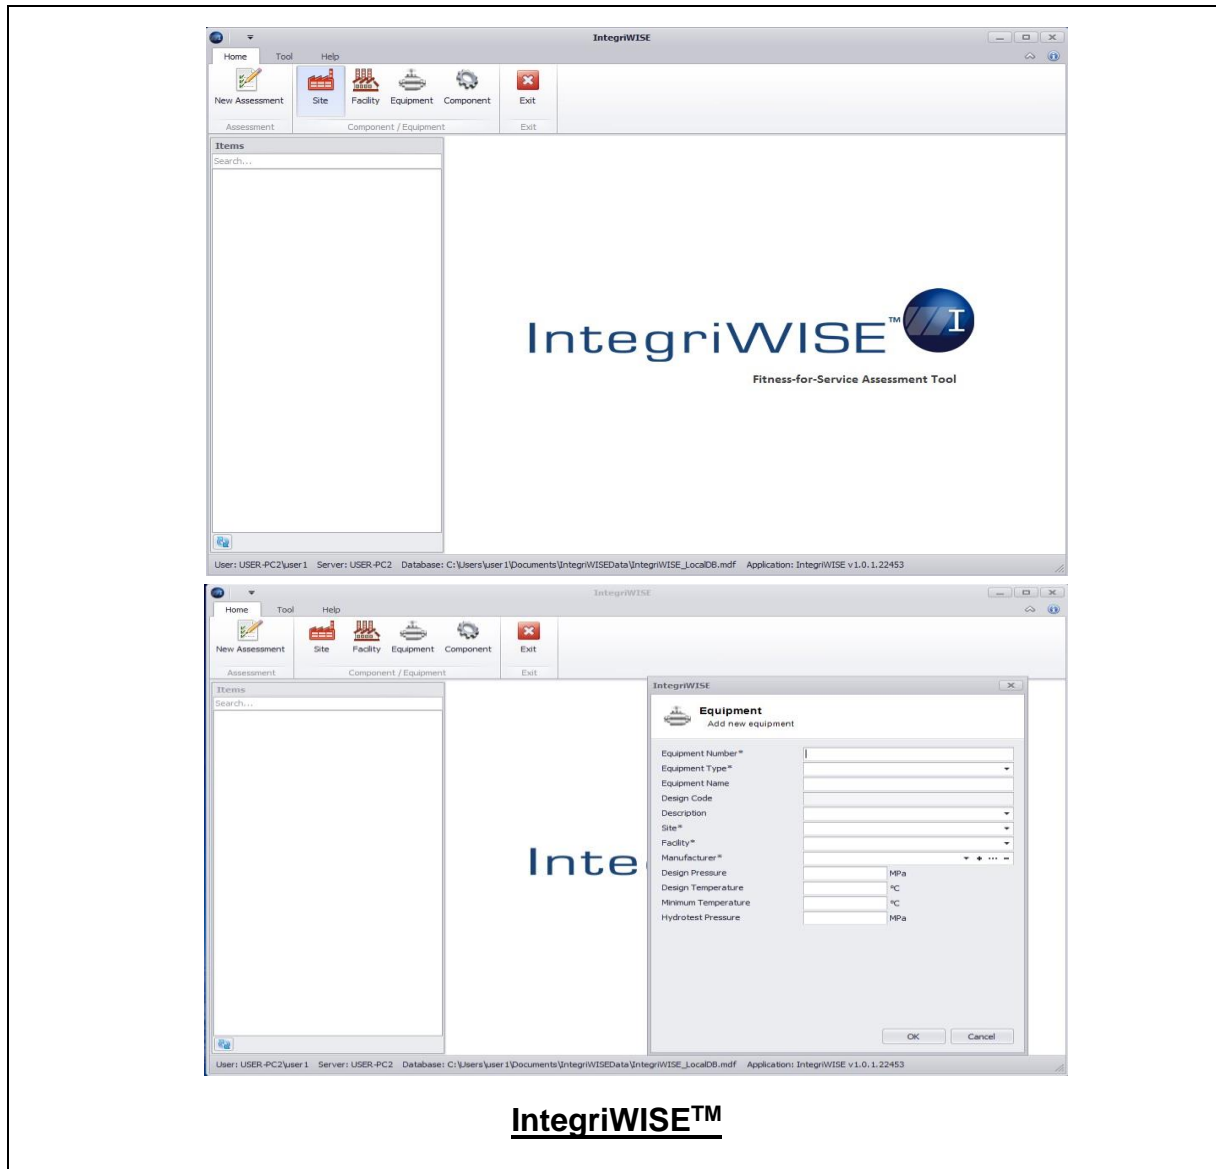 IntegriWISE
Home Tool Help
New Assessment Site Facility Equipment Component Exit
Assessment Component / Equipment Exit
Items
Search...
IntegriWISE™ I
Fitness-for-Service Assessment Tool
User: USER-PC2\user1 Server: USER-PC2 Database: C:\Users\user1\Documents\IntegriWISEData\IntegriWISE_LocalDB.mdf Application: IntegriWISE v1.0.1.22453
IntegriWISE
Home Tool Help
New Assessment Site Facility Equipment Component Exit
Assessment Component / Equipment Exit
Items
Search...
Inte
IntegriWISE
Equipment
Add new equipment
Equipment Number*
Equipment Type*
Equipment Name
Design Code
Description
Site*
Facility*
Manufacturer*
Design Pressure MPa
Design Temperature °C
Minimum Temperature °C
Hydrotest Pressure MPa
OK Cancel
User: USER-PC2\user1 Server: USER-PC2 Database: C:\Users\user1\Documents\IntegriWISEData\IntegriWISE_LocalDB.mdf Application: IntegriWISE v1.0.1.22453
IntegriWISE™